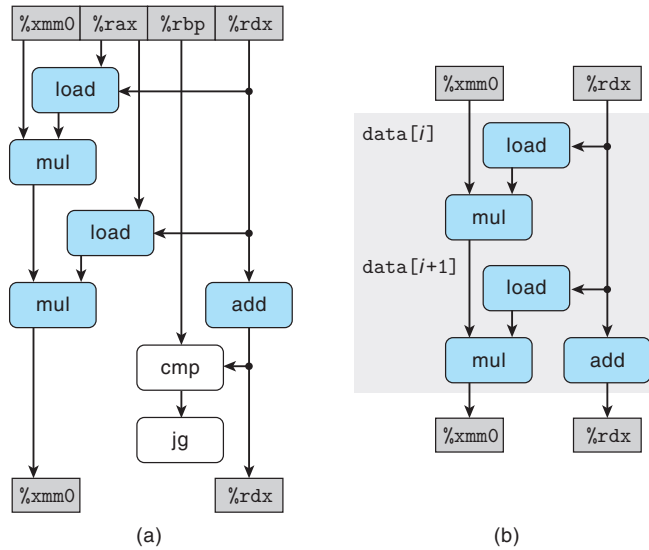 %xmm0 %rax %rbp %rdx
load
mul
load
mul add
cmp
jg
%xmm0 %rdx
(a)
%xmm0 %rdx
data[i]
load
mul
data[i+1]
load
mul add
%xmm0 %rdx
(b)